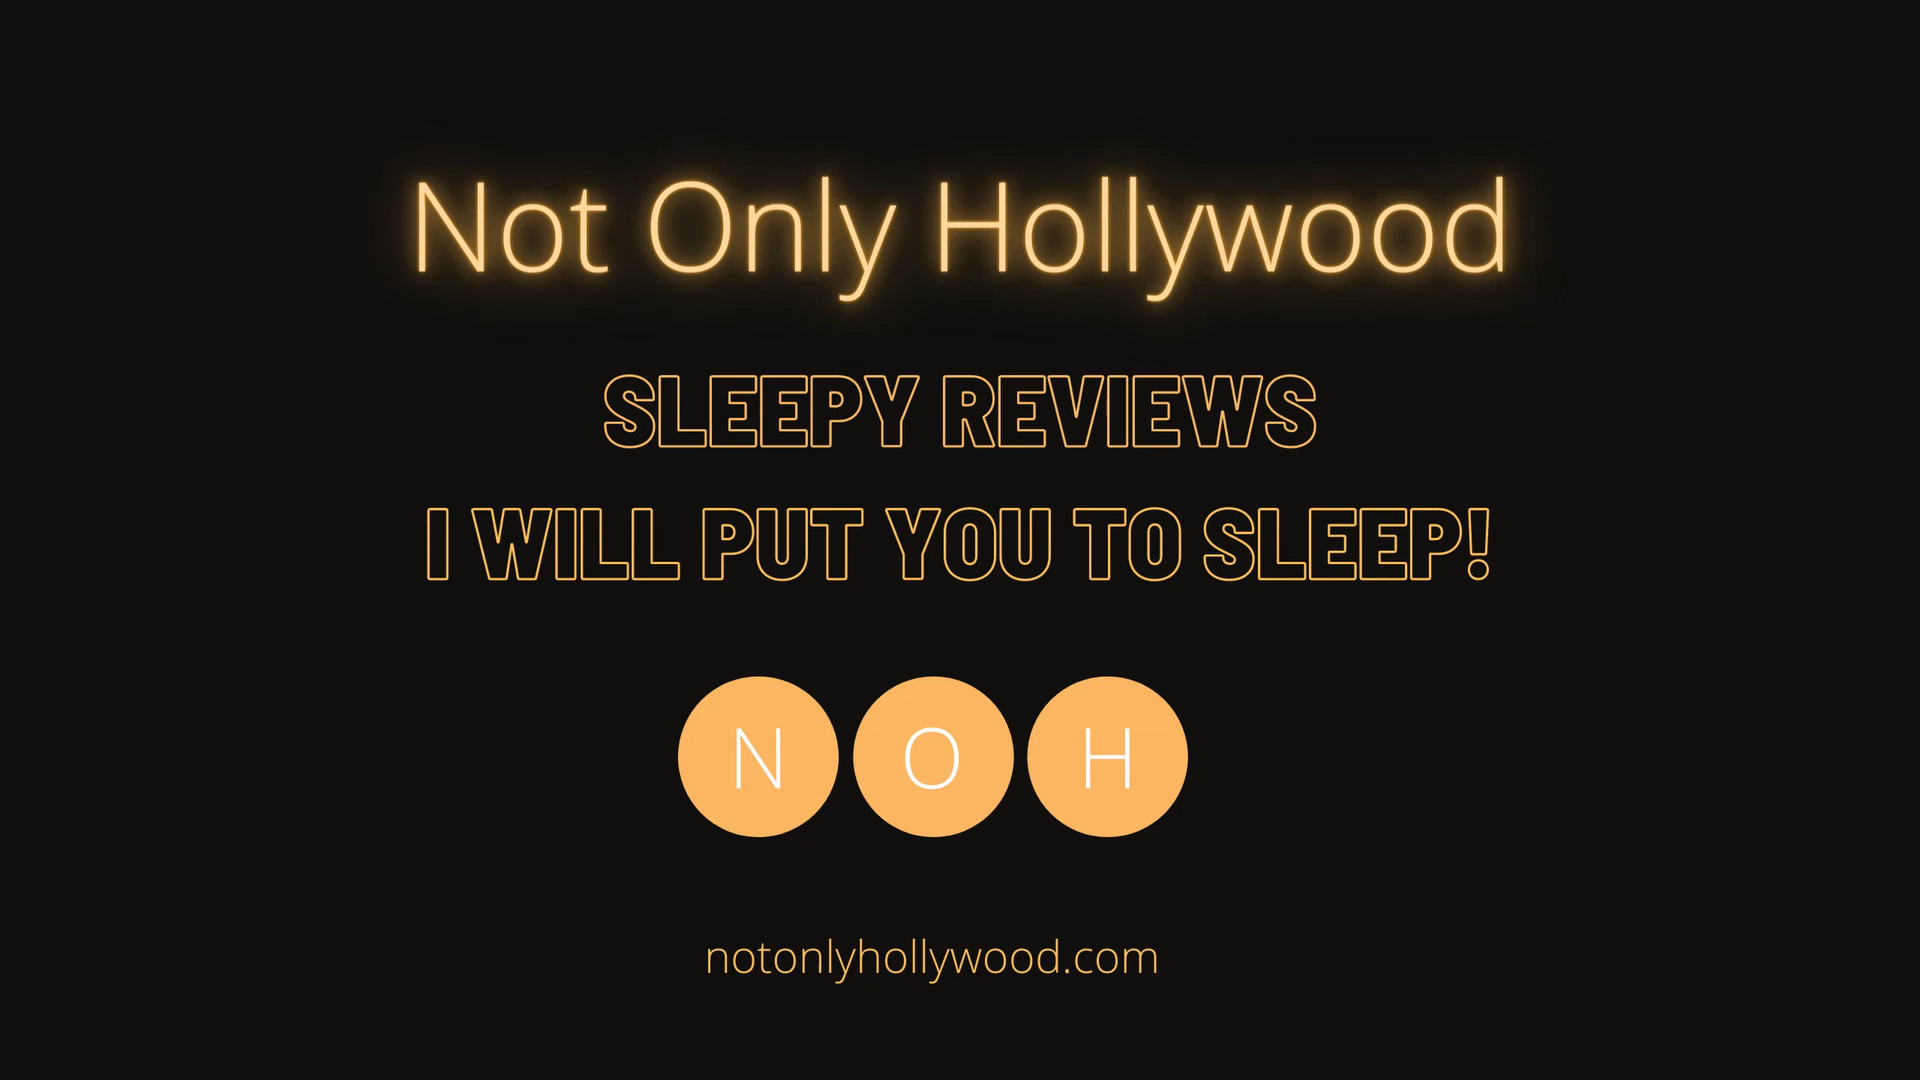 Not Only Hollywood
SLEEPY REVIEWS
I WILL PUT YOU TO SLEEP!
N O H
notonlyhollywood.com